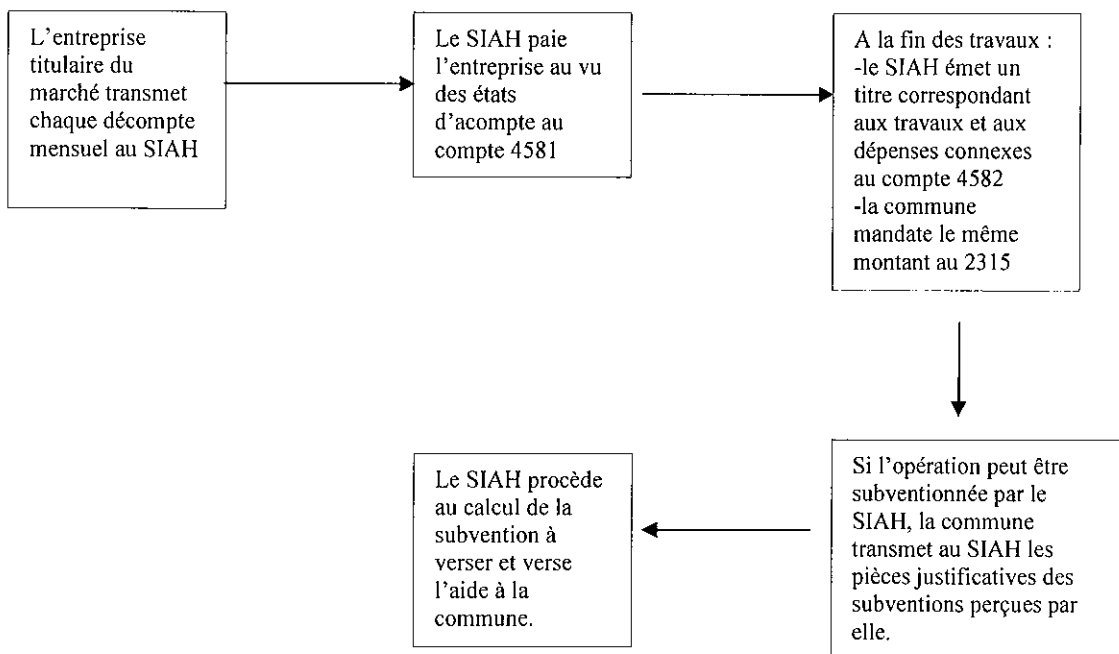 L'entreprise
titulaire du
marché transmet
chaque décompte
mensuel au SIAH
Le SIAH paie
l'entreprise au vu
des états
d'acompte au
compte 4581
A la fin des travaux :
-le SIAH émet un
titre correspondant
aux travaux et aux
dépenses connexes
au compte 4582
-la commune
mandate le même
montant au 2315
Si l'opération peut être
subventionnée par le
SIAH, la commune
transmet au SIAH les
pièces justificatives des
subventions perçues par
elle.
Le SIAH procède
au calcul de la
subvention à
verser et verse
l'aide à la
commune.